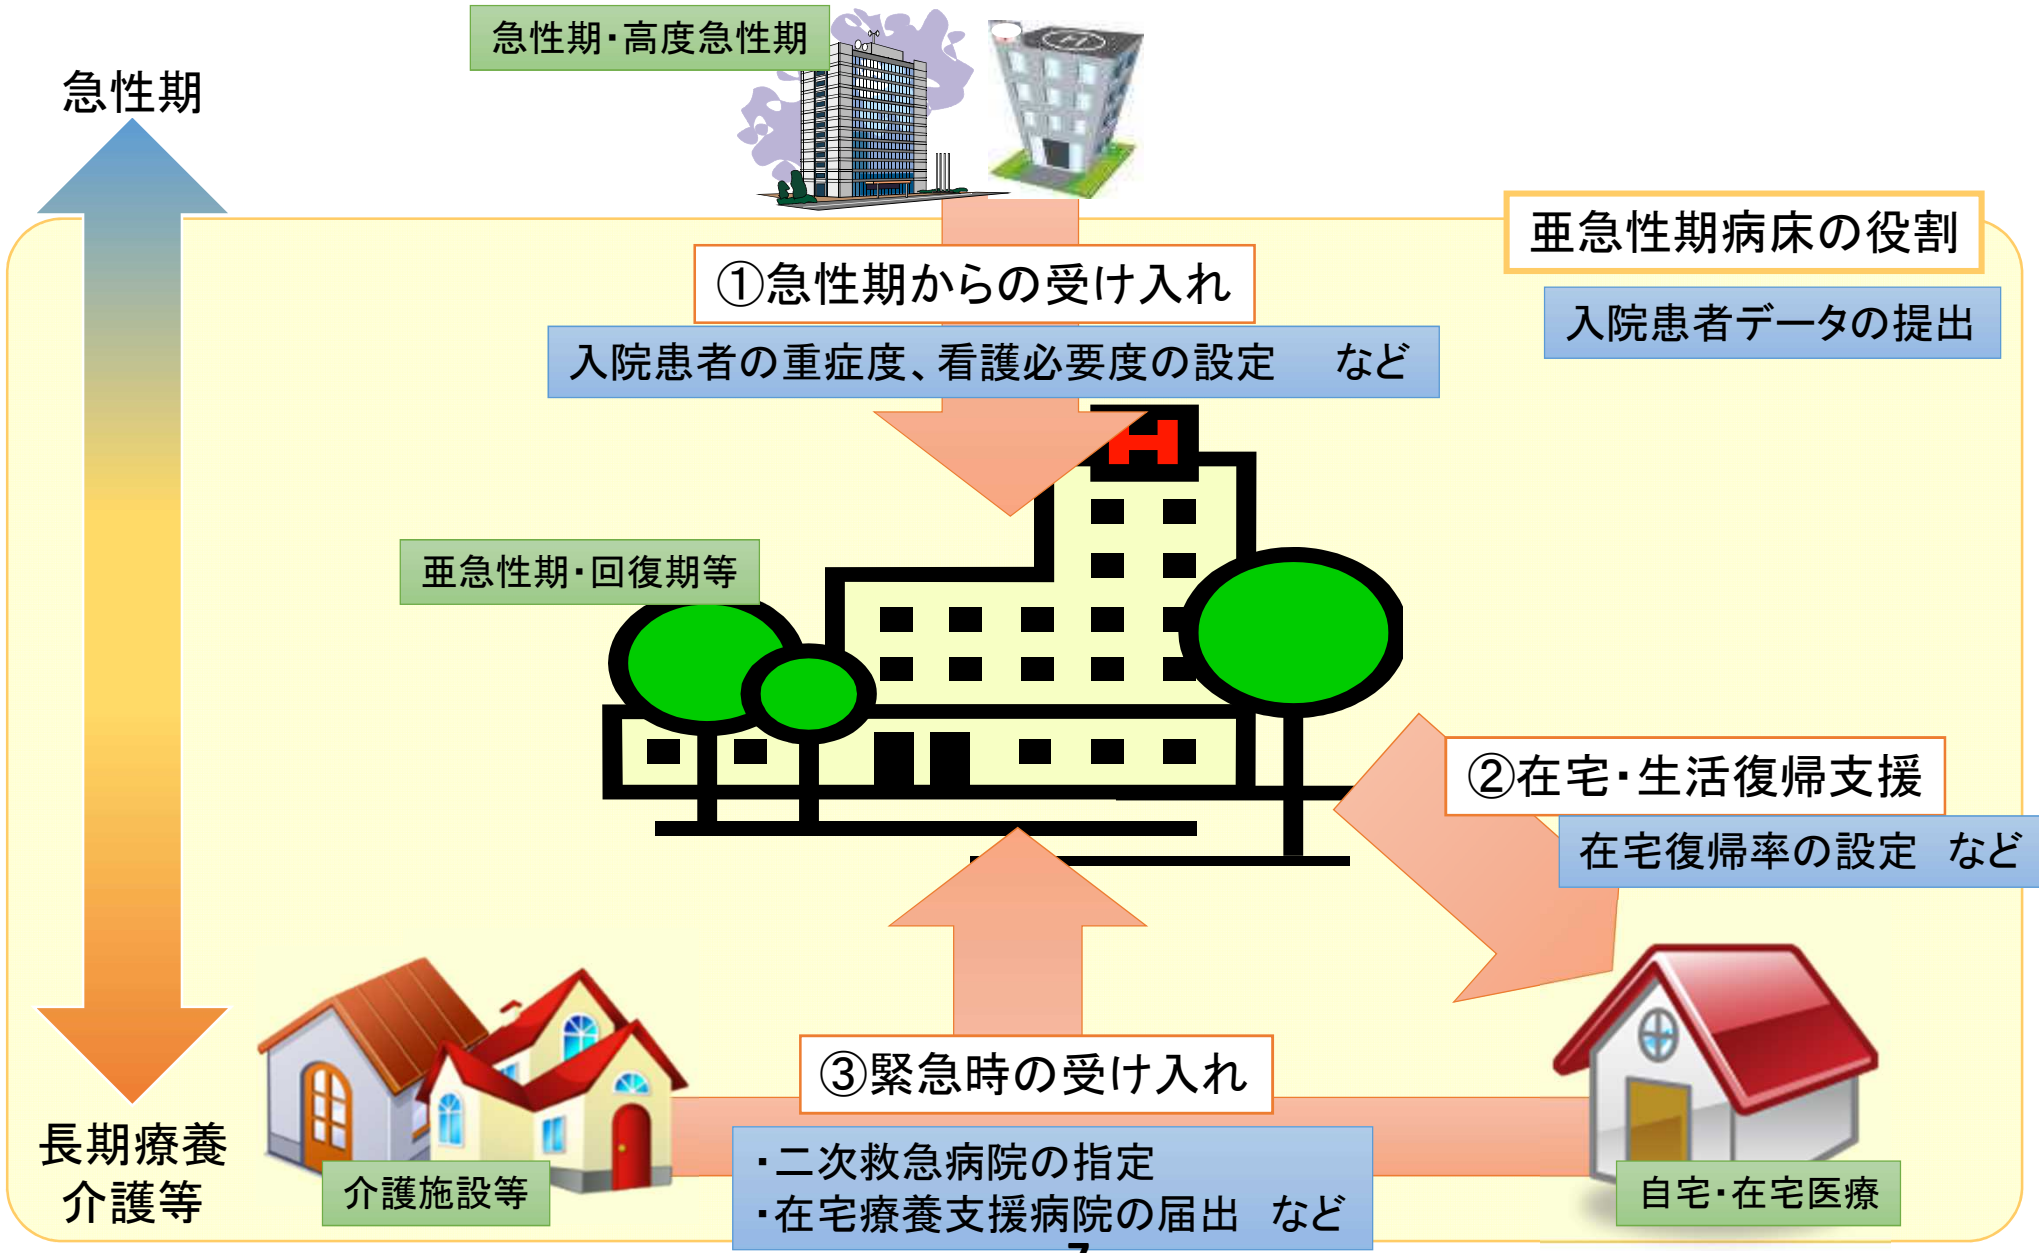 急性期・高度急性期
急性期
亜急性期病床の役割
①急性期からの受け入れ
入院患者データの提出
入院患者の重症度、看護必要度の設定　など
H
亜急性期・回復期等
②在宅・生活復帰支援
在宅復帰率の設定　など
③緊急時の受け入れ
長期療養
介護等
・二次救急病院の指定
・在宅療養支援病院の届出　など
介護施設等
自宅・在宅医療